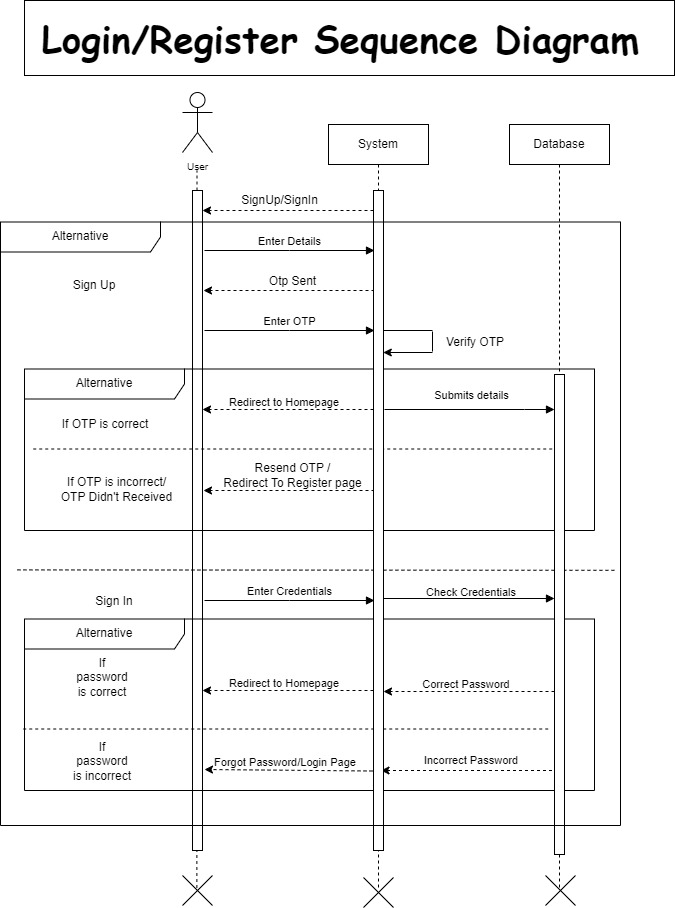 Login/Register Sequence Diagram
User
System
Database
SignUp/SignIn
Alternative
Enter Details
Sign Up
Otp Sent
Enter OTP
Verify OTP
Alternative
Redirect to Homepage
Submits details
If OTP is correct
Resend OTP /
Redirect To Register page
If OTP is incorrect/
OTP Didn't Received
Enter Credentials
Check Credentials
Sign In
Alternative
If
password
is correct
Redirect to Homepage
Correct Password
If
password
is incorrect
Forgot Password/Login Page
Incorrect Password